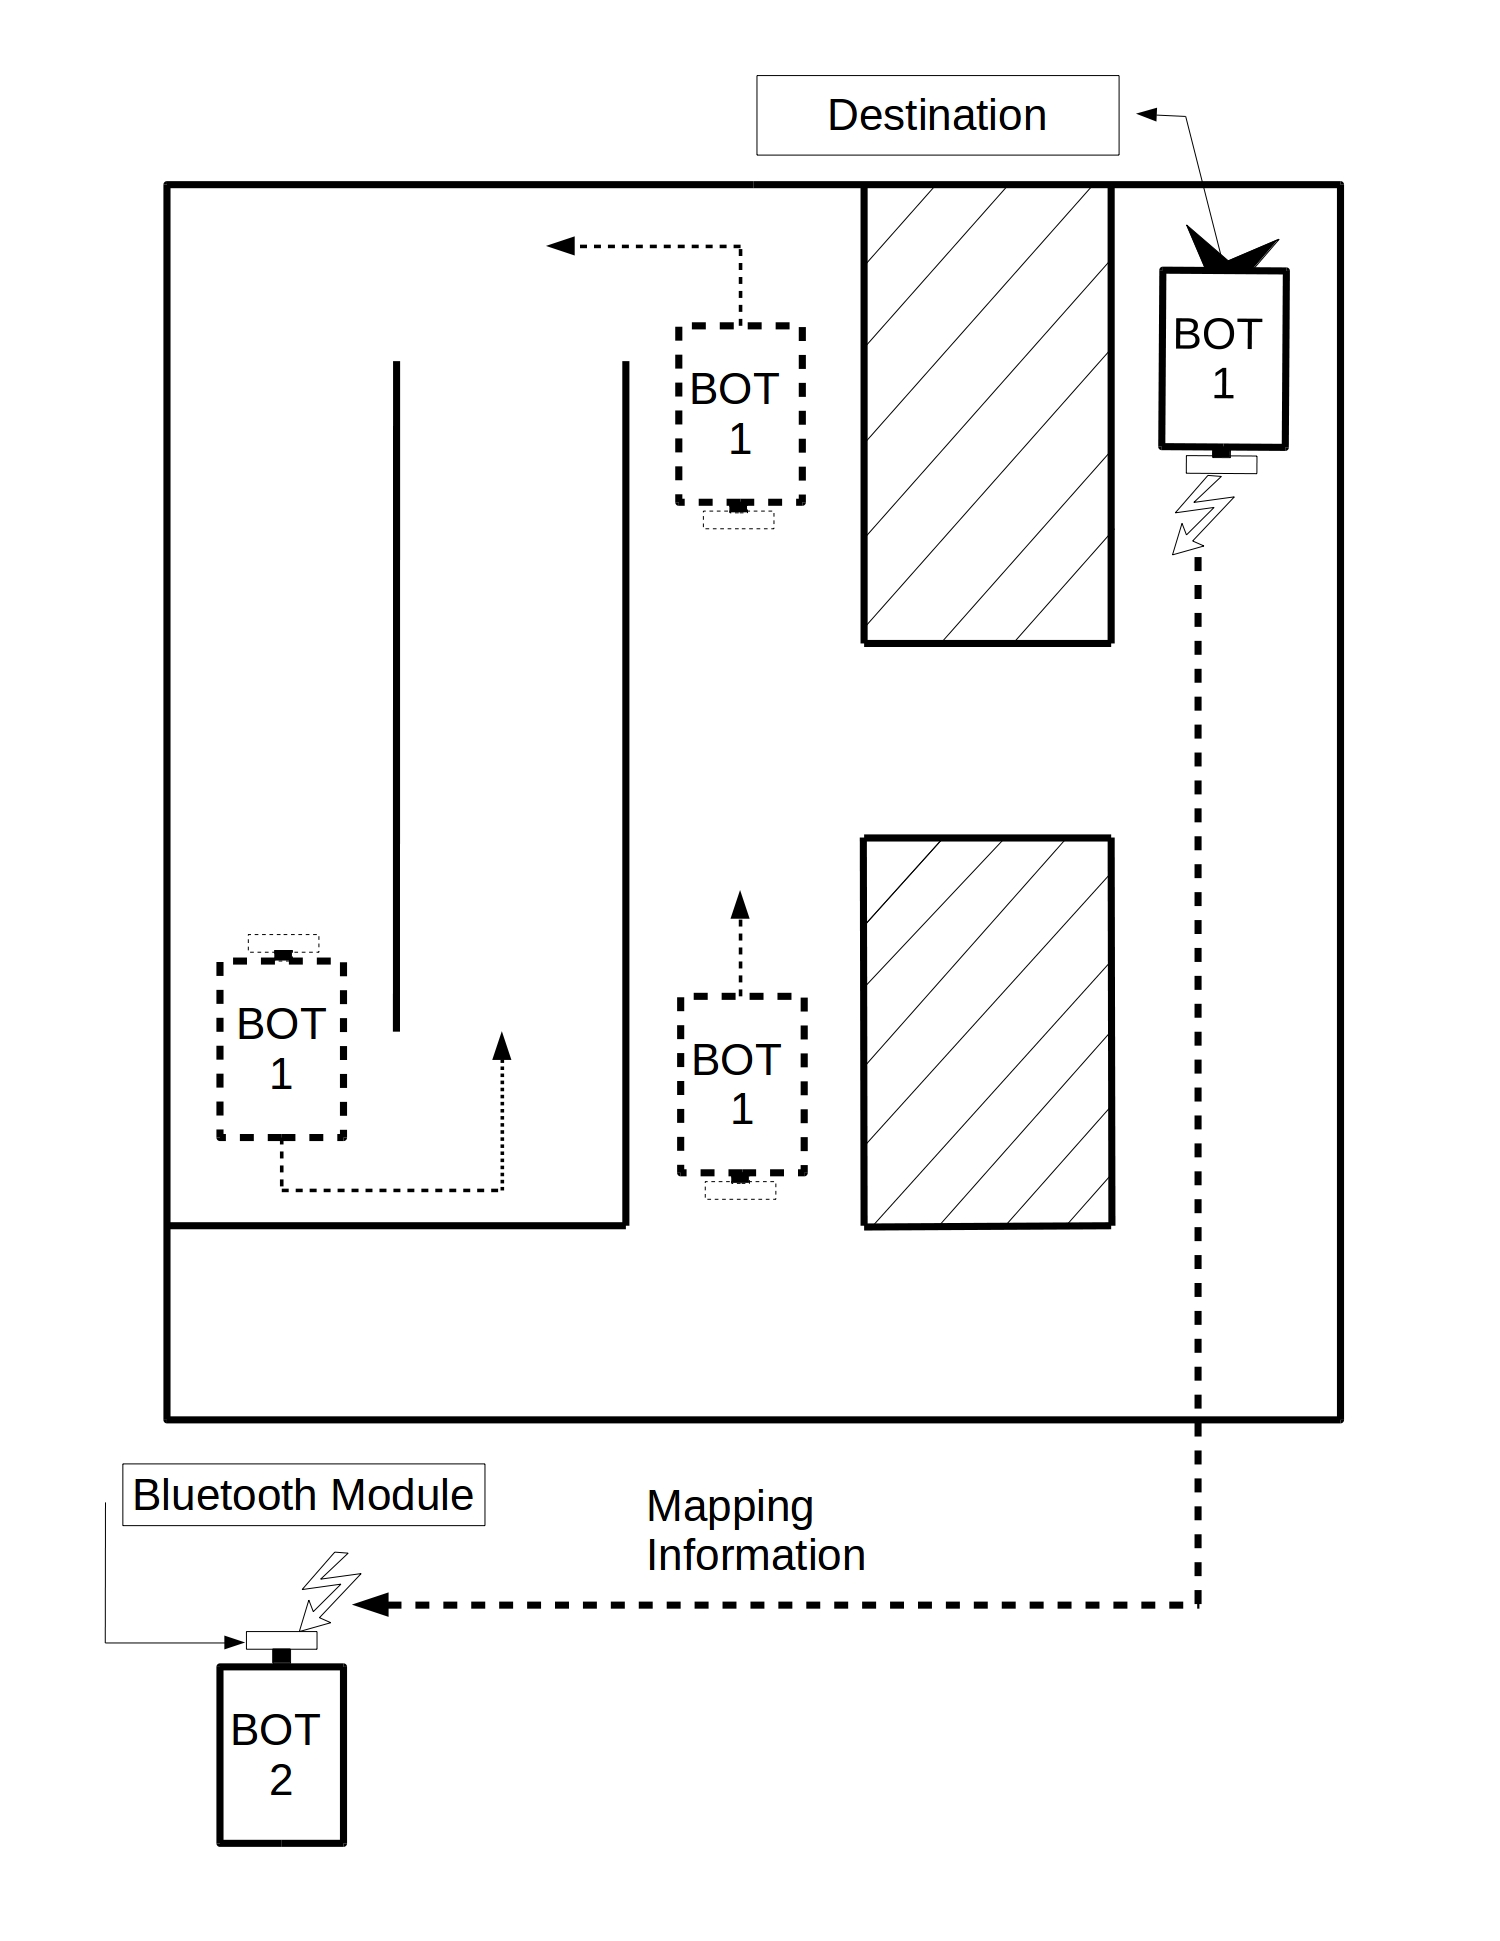 Destination
BOT
1
BOT
1
BOT
1
BOT
1
Bluetooth Module
Mapping
Information
BOT
2